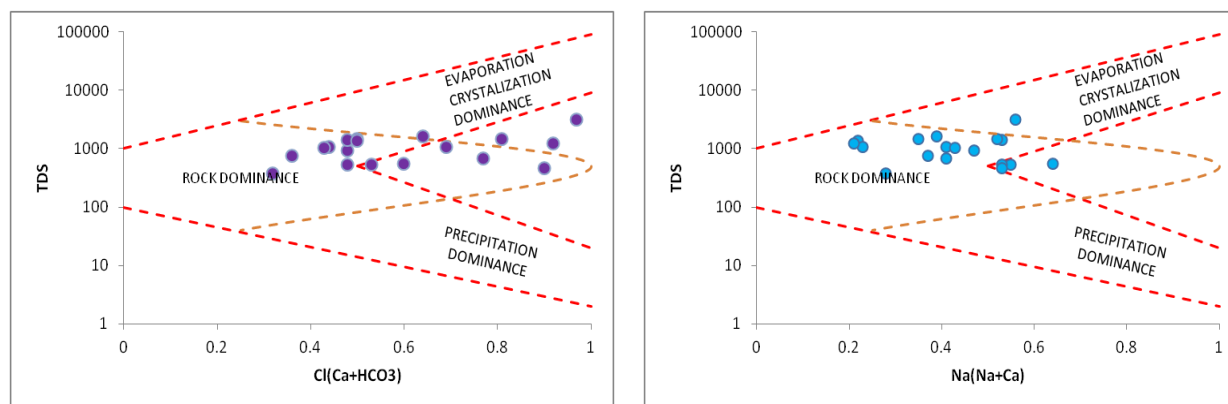 100000
10000
1000
100
10
1
TDS
EVAPORATION
CRYSTALIZATION
DOMINANCE
ROCK DOMINANCE
PRECIPITATION
DOMINANCE
0
0.2
0.4
0.6
0.8
1
Cl(Ca+HCO3)
100000
10000
1000
100
10
1
TDS
EVAPORATION
CRYSTALIZATION
DOMINANCE
ROCK DOMINANCE
PRECIPITATION
DOMINANCE
0
0.2
0.4
0.6
0.8
1
Na(Na+Ca)